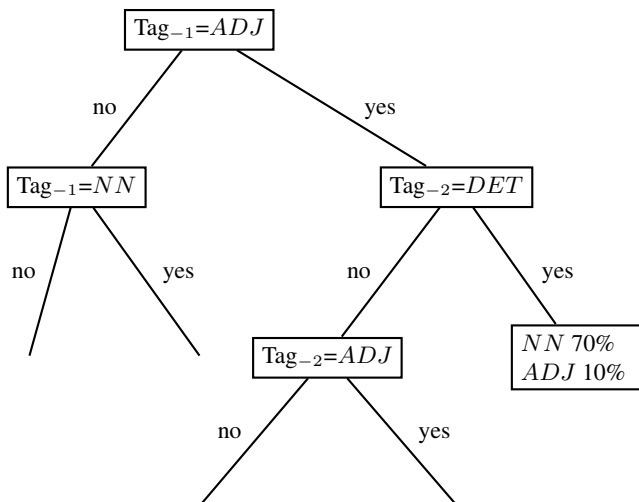 Tag₋₁=ADJ
no
yes
Tag₋₁=NN
Tag₋₂=DET
no
yes
no
yes
Tag₋₂=ADJ
NN 70%
ADJ 10%
no
yes